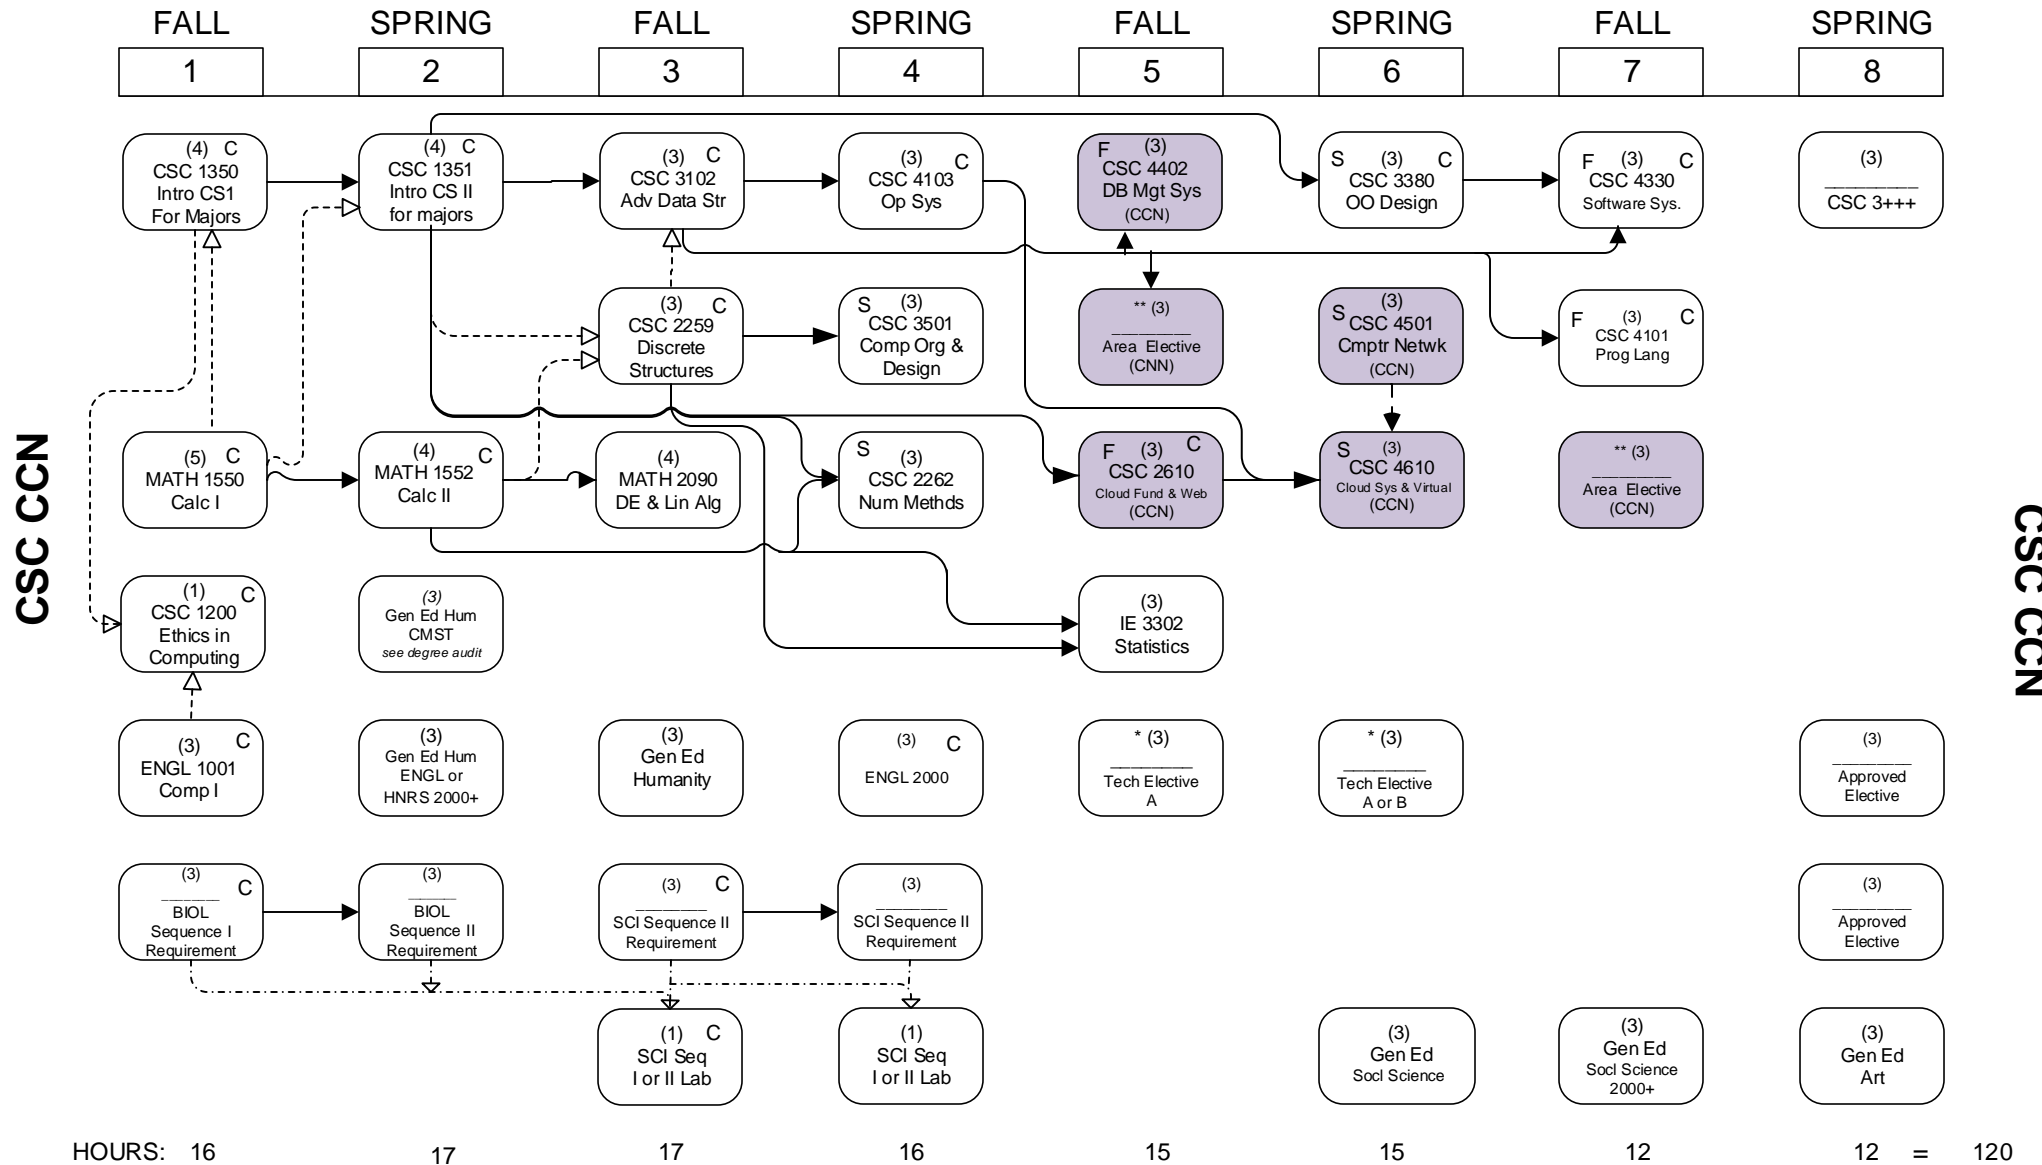 FALL SPRING FALL SPRING FALL SPRING FALL SPRING
1 2 3 4 5 6 7 8
CSC CCN
(4) C
CSC 1350
Intro CS1
For Majors
(4) C
CSC 1351
Intro CS II
for majors
(3) C
CSC 3102
Adv Data Str
(3) C
CSC 4103
Op Sys
F (3)
CSC 4402
DB Mgt Sys
(CCN)
S (3) C
CSC 3380
OO Design
F (3) C
CSC 4330
Software Sys.
(3)
__________
CSC 3+++
(3) C
CSC 2259
Discrete
Structures
S (3)
CSC 3501
Comp Org &
Design
** (3)
__________
Area Elective
(CNN)
S (3)
CSC 4501
Cmptr Netwk
(CCN)
F (3) C
CSC 4101
Prog Lang
(5) C
MATH 1550
Calc I
(4) C
MATH 1552
Calc II
(4)
MATH 2090
DE & Lin Alg
S (3)
CSC 2262
Num Methds
F (3) C
CSC 2610
Cloud Fund & Web
(CCN)
S (3)
CSC 4610
Cloud Sys & Virtual
(CCN)
** (3)
__________
Area Elective
(CCN)
(1) C
CSC 1200
Ethics in
Computing
(3)
Gen Ed Hum
CMST
see degree audit
(3)
IE 3302
Statistics
(3) C
ENGL 1001
Comp I
(3)
Gen Ed Hum
ENGL or
HNRS 2000+
(3)
Gen Ed
Humanity
(3) C
ENGL 2000
* (3)
__________
Tech Elective
A
* (3)
__________
Tech Elective
A or B
(3)
__________
Approved
Elective
(3) C
________
BIOL
Sequence I
Requirement
(3)
______
BIOL
Sequence II
Requirement
(3) C
_________
SCI Sequence II
Requirement
(3)
_________
SCI Sequence II
Requirement
(3)
__________
Approved
Elective
(1) C
SCI Seq
I or II Lab
(1)
SCI Seq
I or II Lab
(3)
Gen Ed
Socl Science
(3)
Gen Ed
Socl Science
2000+
(3)
Gen Ed
Art
CSC CCN
HOURS: 16 17 17 16 15 15 12 12 = 120